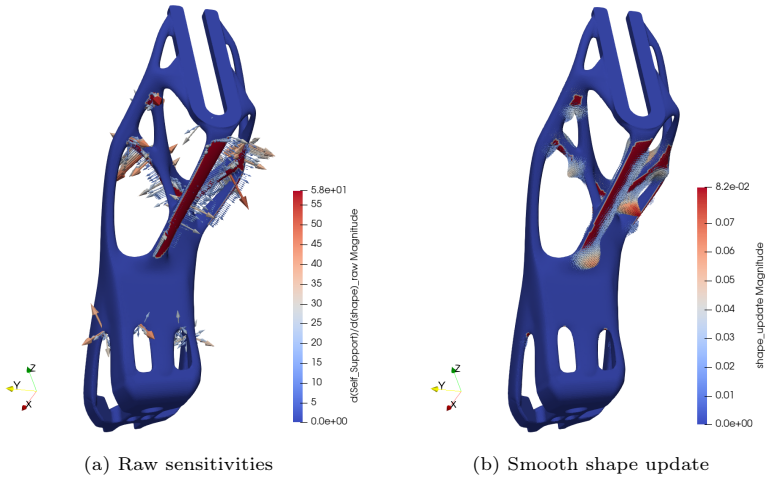 5.8e+01
55
50
45
40
35
30
25
20
15
10
5
0.0e+00
d(Self_Support)/d(shape)_raw Magnitude
Z
Y
X
8.2e-02
0.07
0.06
0.05
0.04
0.03
0.02
0.01
0.0e+00
shape_update Magnitude
Z
Y
X
(a) Raw sensitivities
(b) Smooth shape update